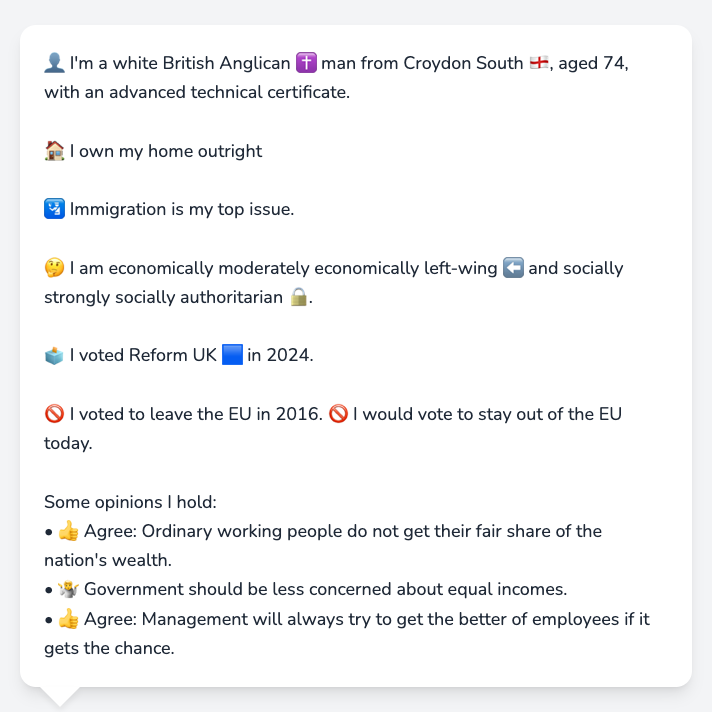 👤 I'm a white British Anglican ✝️ man from Croydon South 🏴󠁧󠁢󠁥󠁮󠁧󠁿, aged 74,
with an advanced technical certificate.
🏠 I own my home outright
🛂 Immigration is my top issue.
🤔 I am economically moderately economically left-wing ⬅️ and socially
strongly socially authoritarian 🔒.
🗳️ I voted Reform UK 🟦 in 2024.
🚫 I voted to leave the EU in 2016. 🚫 I would vote to stay out of the EU
today.
Some opinions I hold:
• 👍 Agree: Ordinary working people do not get their fair share of the
nation's wealth.
• 🤷 Government should be less concerned about equal incomes.
• 👍 Agree: Management will always try to get the better of employees if it
gets the chance.